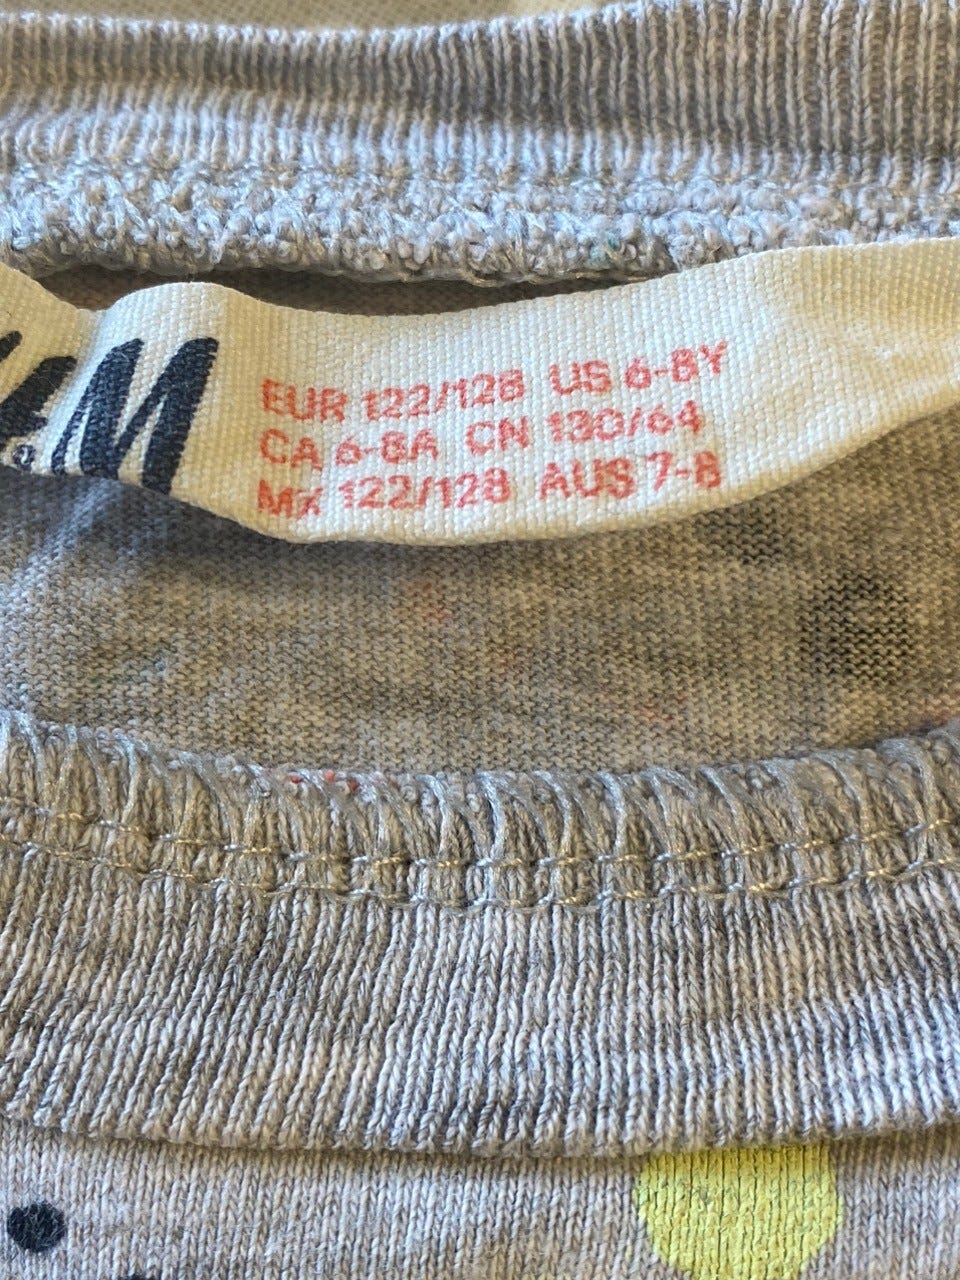 &M
EUR 122/128 US 6-8Y
CA 6-8A CN 130/64
MX 122/128 AUS 7-8